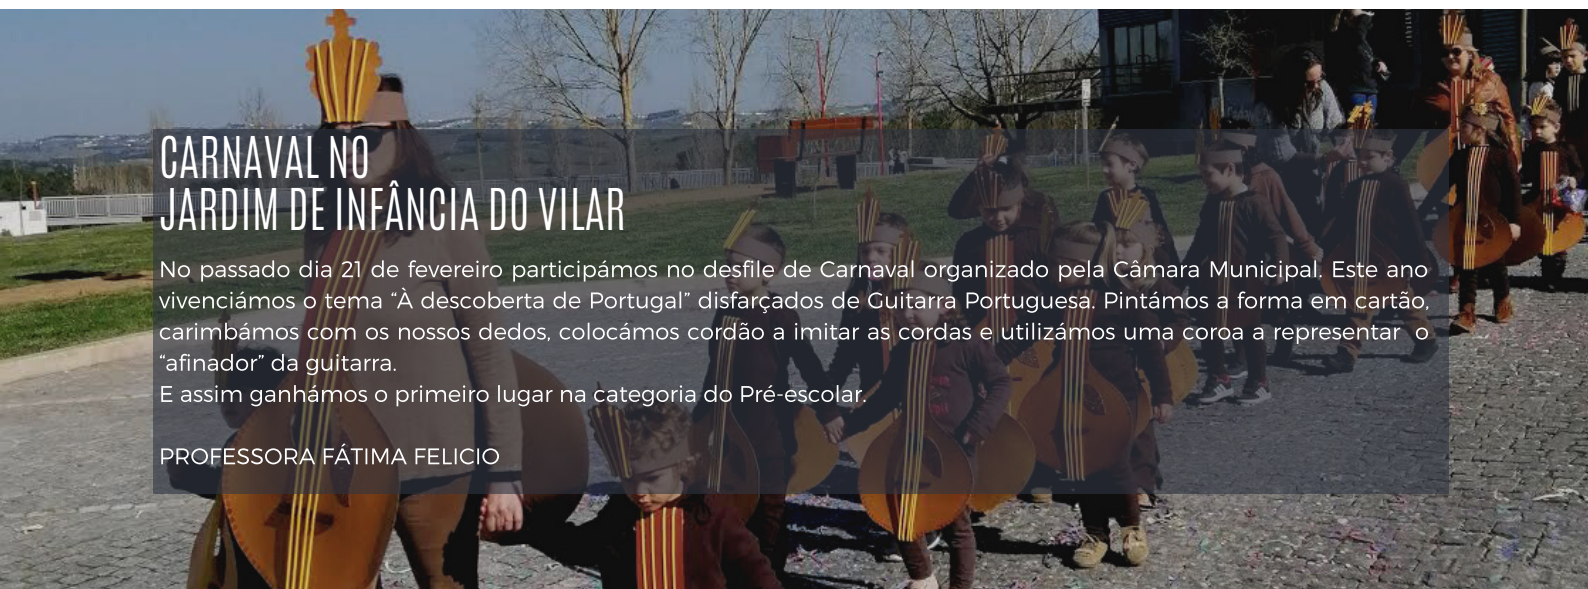 CARNAVAL NO
JARDIM DE INFÂNCIA DO VILAR
No passado dia 21 de fevereiro participámos no desfile de Carnaval organizado pela Câmara Municipal. Este ano
vivenciámos o tema “À descoberta de Portugal” disfarçados de Guitarra Portuguesa. Pintámos a forma em cartão,
carimbámos com os nossos dedos, colocámos cordão a imitar as cordas e utilizámos uma coroa a representar o
“afinador” da guitarra.
E assim ganhámos o primeiro lugar na categoria do Pré-escolar.
PROFESSORA FÁTIMA FELICIO